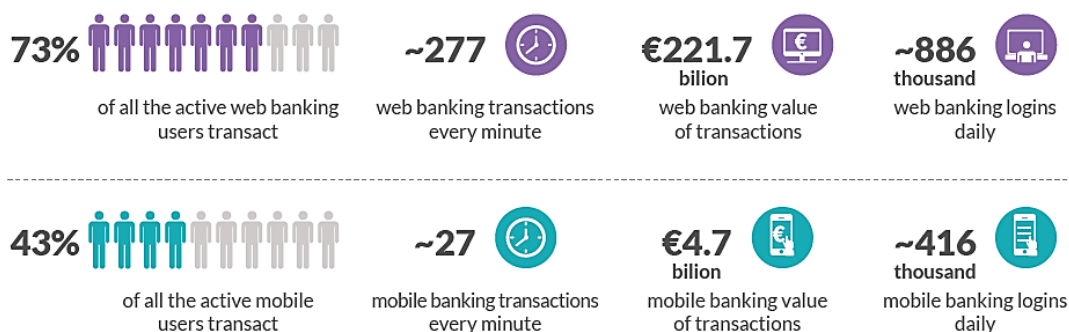 73%
of all the active web banking
users transact
~277
web banking transactions
every minute
€221.7
bilion
web banking value
of transactions
~886
thousand
web banking logins
daily
43%
of all the active mobile
users transact
~27
mobile banking transactions
every minute
€4.7
bilion
mobile banking value
of transactions
~416
thousand
mobile banking logins
daily